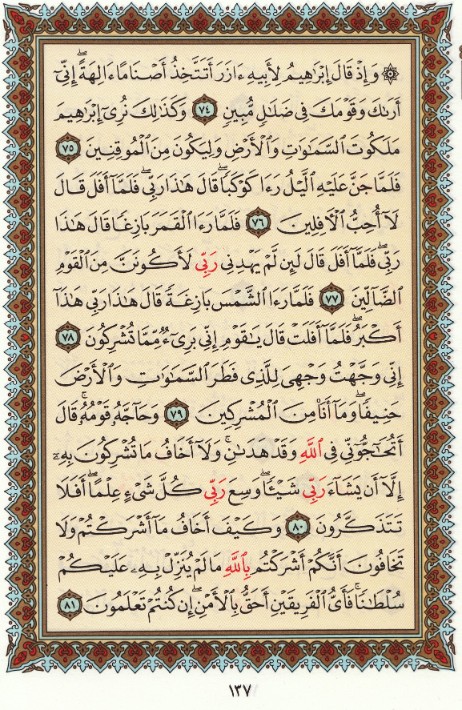 ۞ وَإِذْ قَالَ إِبْرَٰهِيمُ لِأَبِيهِ ءَازَرَ أَتَتَّخِذُ أَصْنَامًا ءَالِهَةً ۖ إِنِّىٓ
أَرَىٰكَ وَقَوْمَكَ فِى ضَلَٰلٍ مُّبِينٍ ٧٤ وَكَذَٰلِكَ نُرِىٓ إِبْرَٰهِيمَ
مَلَكُوتَ ٱلسَّمَٰوَٰتِ وَٱلْأَرْضِ وَلِيَكُونَ مِنَ ٱلْمُوقِنِينَ ٧٥
فَلَمَّا جَنَّ عَلَيْهِ ٱلَّيْلُ رَءَا كَوْكَبًا ۖ قَالَ هَٰذَا رَبِّى ۖ فَلَمَّآ أَفَلَ قَالَ
لَآ أُحِبُّ ٱلْـَٔافِلِينَ ٧٦ فَلَمَّا رَءَا ٱلْقَمَرَ بَازِغًا قَالَ هَٰذَا
رَبِّى ۖ فَلَمَّآ أَفَلَ قَالَ لَئِن لَّمْ يَهْدِنِى رَبِّى لَأَكُونَنَّ مِنَ ٱلْقَوْمِ
ٱلضَّآلِّينَ ٧٧ فَلَمَّا رَءَا ٱلشَّمْسَ بَازِغَةً قَالَ هَٰذَا رَبِّى هَٰذَآ
أَكْبَرُ ۖ فَلَمَّآ أَفَلَتْ قَالَ يَٰقَوْمِ إِنِّى بَرِىٓءٌ مِّمَّا تُشْرِكُونَ ٧٨
إِنِّى وَجَّهْتُ وَجْهِىَ لِلَّذِى فَطَرَ ٱلسَّمَٰوَٰتِ وَٱلْأَرْضَ
حَنِيفًا ۖ وَمَآ أَنَا۠ مِنَ ٱلْمُشْرِكِينَ ٧٩ وَحَآجَّهُۥ قَوْمُهُۥ ۚ قَالَ
أَتُحَٰٓجُّوٓنِّى فِى ٱللَّهِ وَقَدْ هَدَىٰنِ ۚ وَلَآ أَخَافُ مَا تُشْرِكُونَ بِهِۦٓ
إِلَّآ أَن يَشَآءَ رَبِّى شَيْـًٔا ۗ وَسِعَ رَبِّى كُلَّ شَىْءٍ عِلْمًا ۗ أَفَلَا
تَتَذَكَّرُونَ ٨٠ وَكَيْفَ أَخَافُ مَآ أَشْرَكْتُمْ وَلَا
تَخَافُونَ أَنَّكُمْ أَشْرَكْتُم بِٱللَّهِ مَا لَمْ يُنَزِّلْ بِهِۦ عَلَيْكُمْ
سُلْطَٰنًا ۚ فَأَىُّ ٱلْفَرِيقَيْنِ أَحَقُّ بِٱلْأَمْنِ ۖ إِن كُنتُمْ تَعْلَمُونَ ٨١
١٣٧